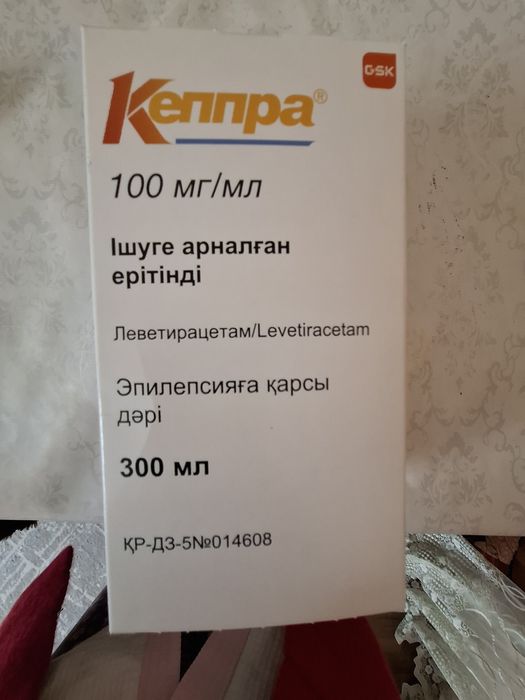 GSK
Кеппра®
100 мг/мл
Ішуге арналған
ерітінді
Леветирацетам/Levetiracetam
Эпилепсияға қарсы
дәрі
300 мл
ҚР-ДЗ-5№014608